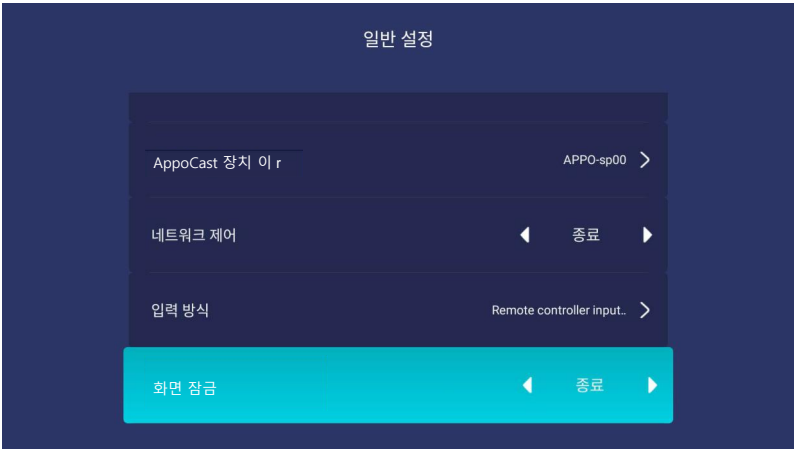 일반 설정
AppoCast 장치 이 r
APPO-sp00
네트워크 제어
종료
입력 방식
Remote controller input..
화면 잠금
종료